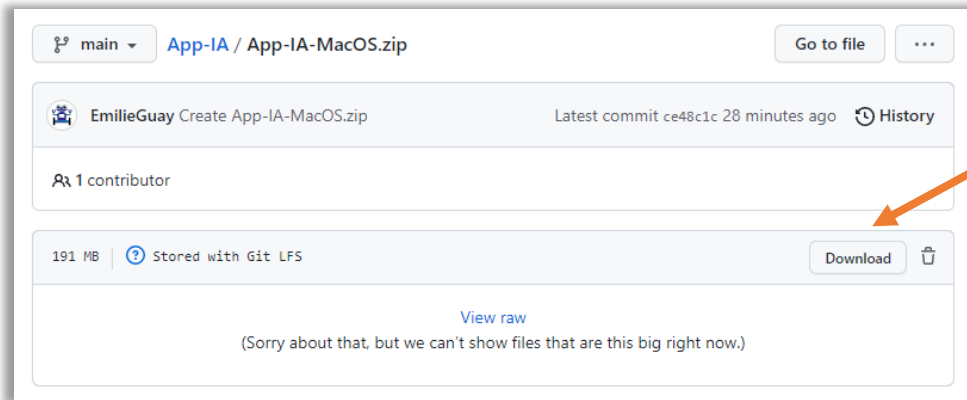 main App-IA / App-IA-MacOS.zip Go to file ...
EmilieGuay Create App-IA-MacOS.zip Latest commit ce48c1c 28 minutes ago History
1 contributor
191 MB ? Stored with Git LFS Download
View raw
(Sorry about that, but we can't show files that are this big right now.)